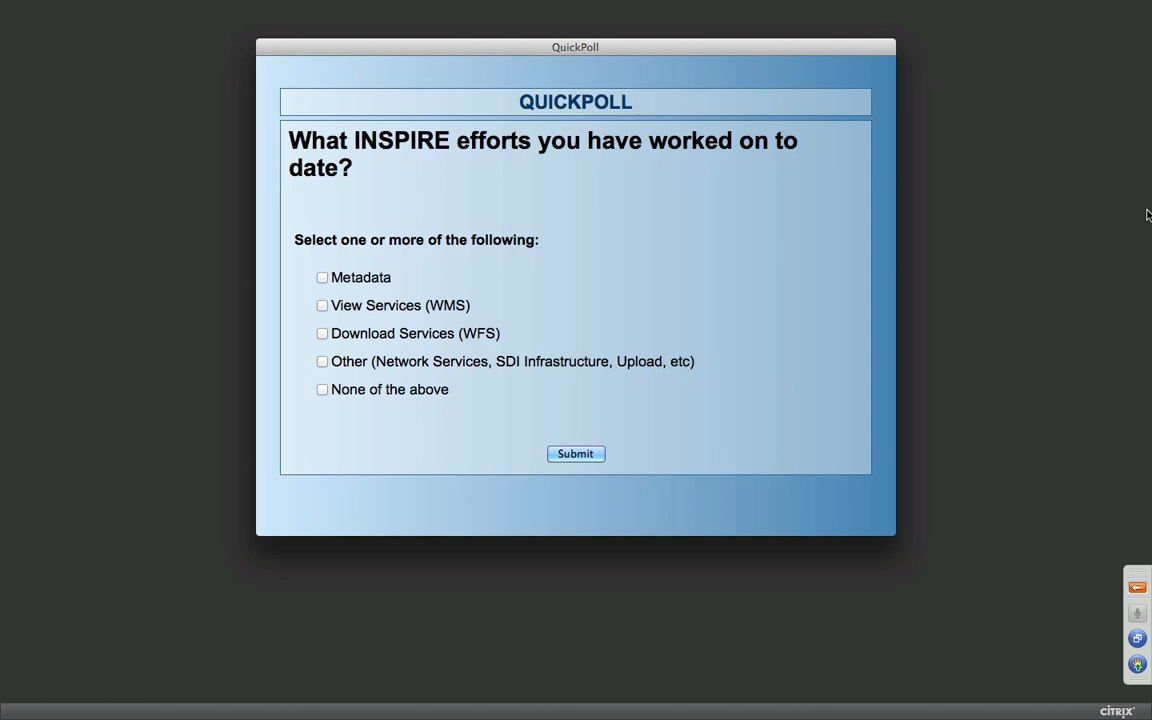 QuickPoll
QUICKPOLL
What INSPIRE efforts you have worked on to
date?
Select one or more of the following:
Metadata
View Services (WMS)
Download Services (WFS)
Other (Network Services, SDI Infrastructure, Upload, etc)
None of the above
Submit
CITRIX